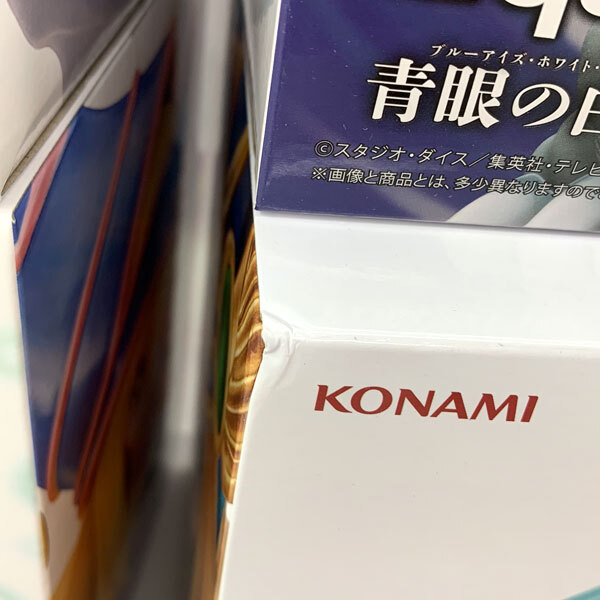 ブルーアイズ・ホワイト・
青眼の白
©スタジオ・ダイス／集英社・テレビ
※画像と商品とは、多少異なりますので
KONAMI